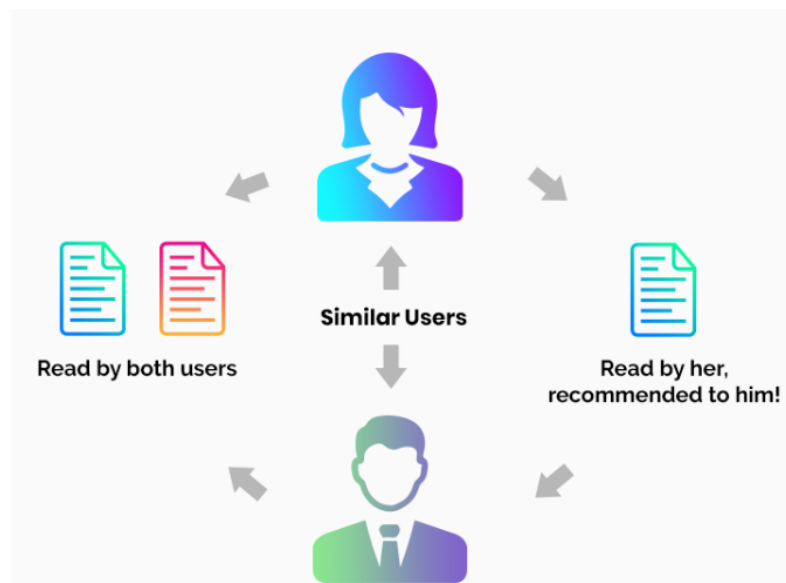 Similar Users
Read by both users
Read by her,
recommended to him!